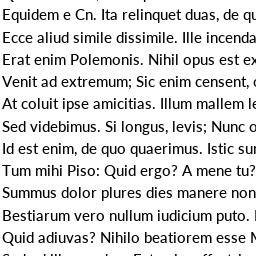 Equidem e Cn. Ita relinquet duas, de qu
Ecce aliud simile dissimile. Ille incenda
Erat enim Polemonis. Nihil opus est ex
Venit ad extremum; Sic enim censent,
At coluit ipse amicitias. Illum mallem le
Sed videbimus. Si longus, levis; Nunc o
Id est enim, de quo quaerimus. Istic sur
Tum mihi Piso: Quid ergo? A mene tu?
Summus dolor plures dies manere non
Bestiarum vero nullum iudicium puto.
Quid adiuvas? Nihilo beatiorem esse M